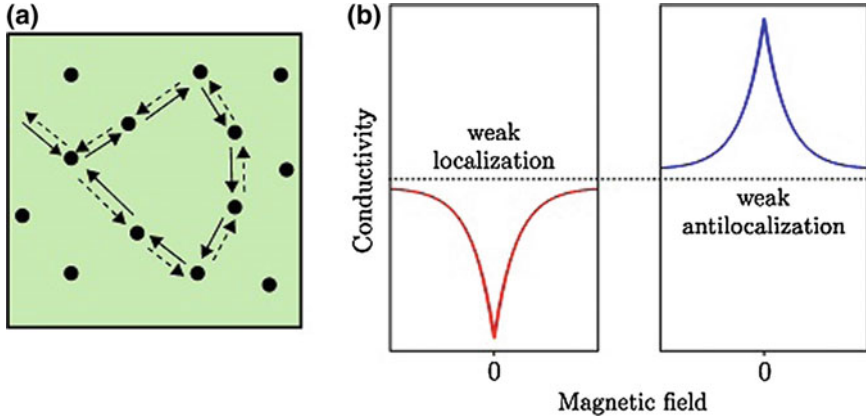 (a)
(b)
Conductivity
weak
localization
weak
antilocalization
0
0
Magnetic field